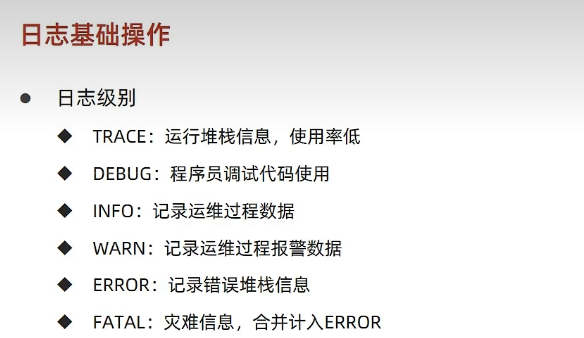 日志基础操作
日志级别
TRACE：运行堆栈信息，使用率低
DEBUG：程序员调试代码使用
INFO：记录运维过程数据
WARN：记录运维过程报警数据
ERROR：记录错误堆栈信息
FATAL：灾难信息，合并计入ERROR